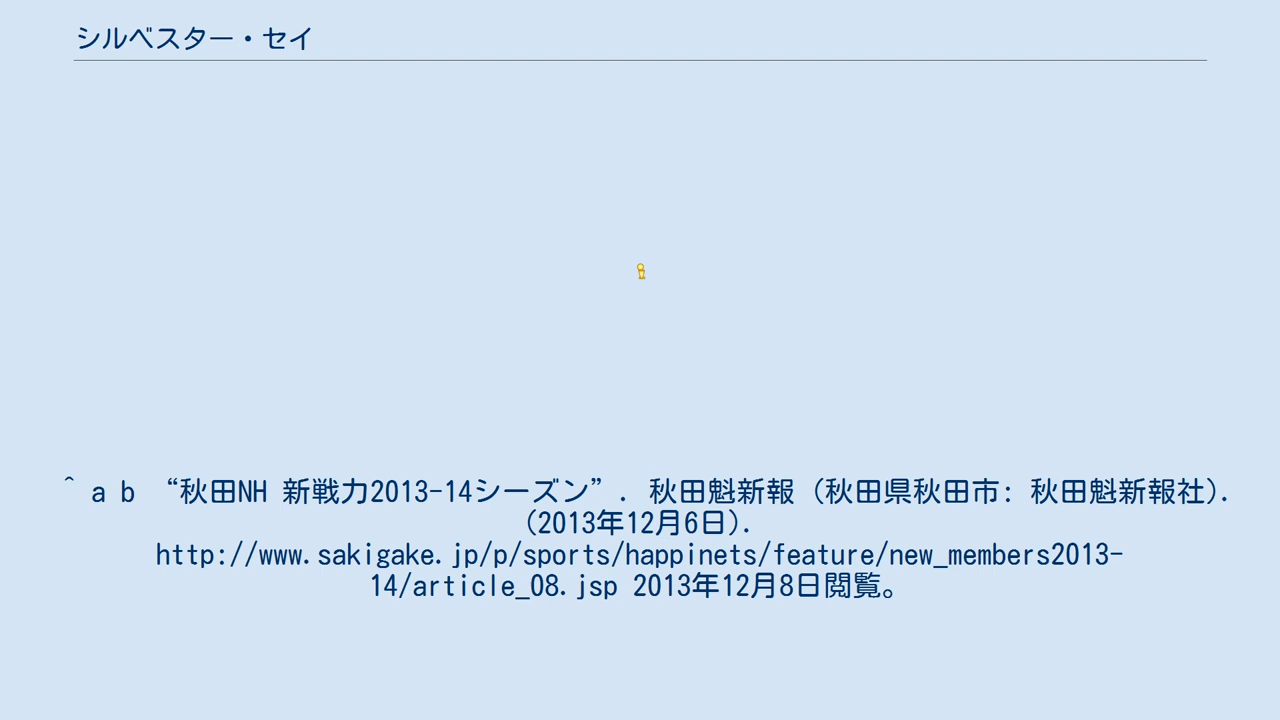 シルベスター・セイ
^ a b “秋田NH 新戦力2013-14シーズン”. 秋田魁新報 (秋田県秋田市: 秋田魁新報社).
(2013年12月6日).
http://www.sakigake.jp/p/sports/happinets/feature/new_members2013-
14/article_08.jsp 2013年12月8日閲覧。